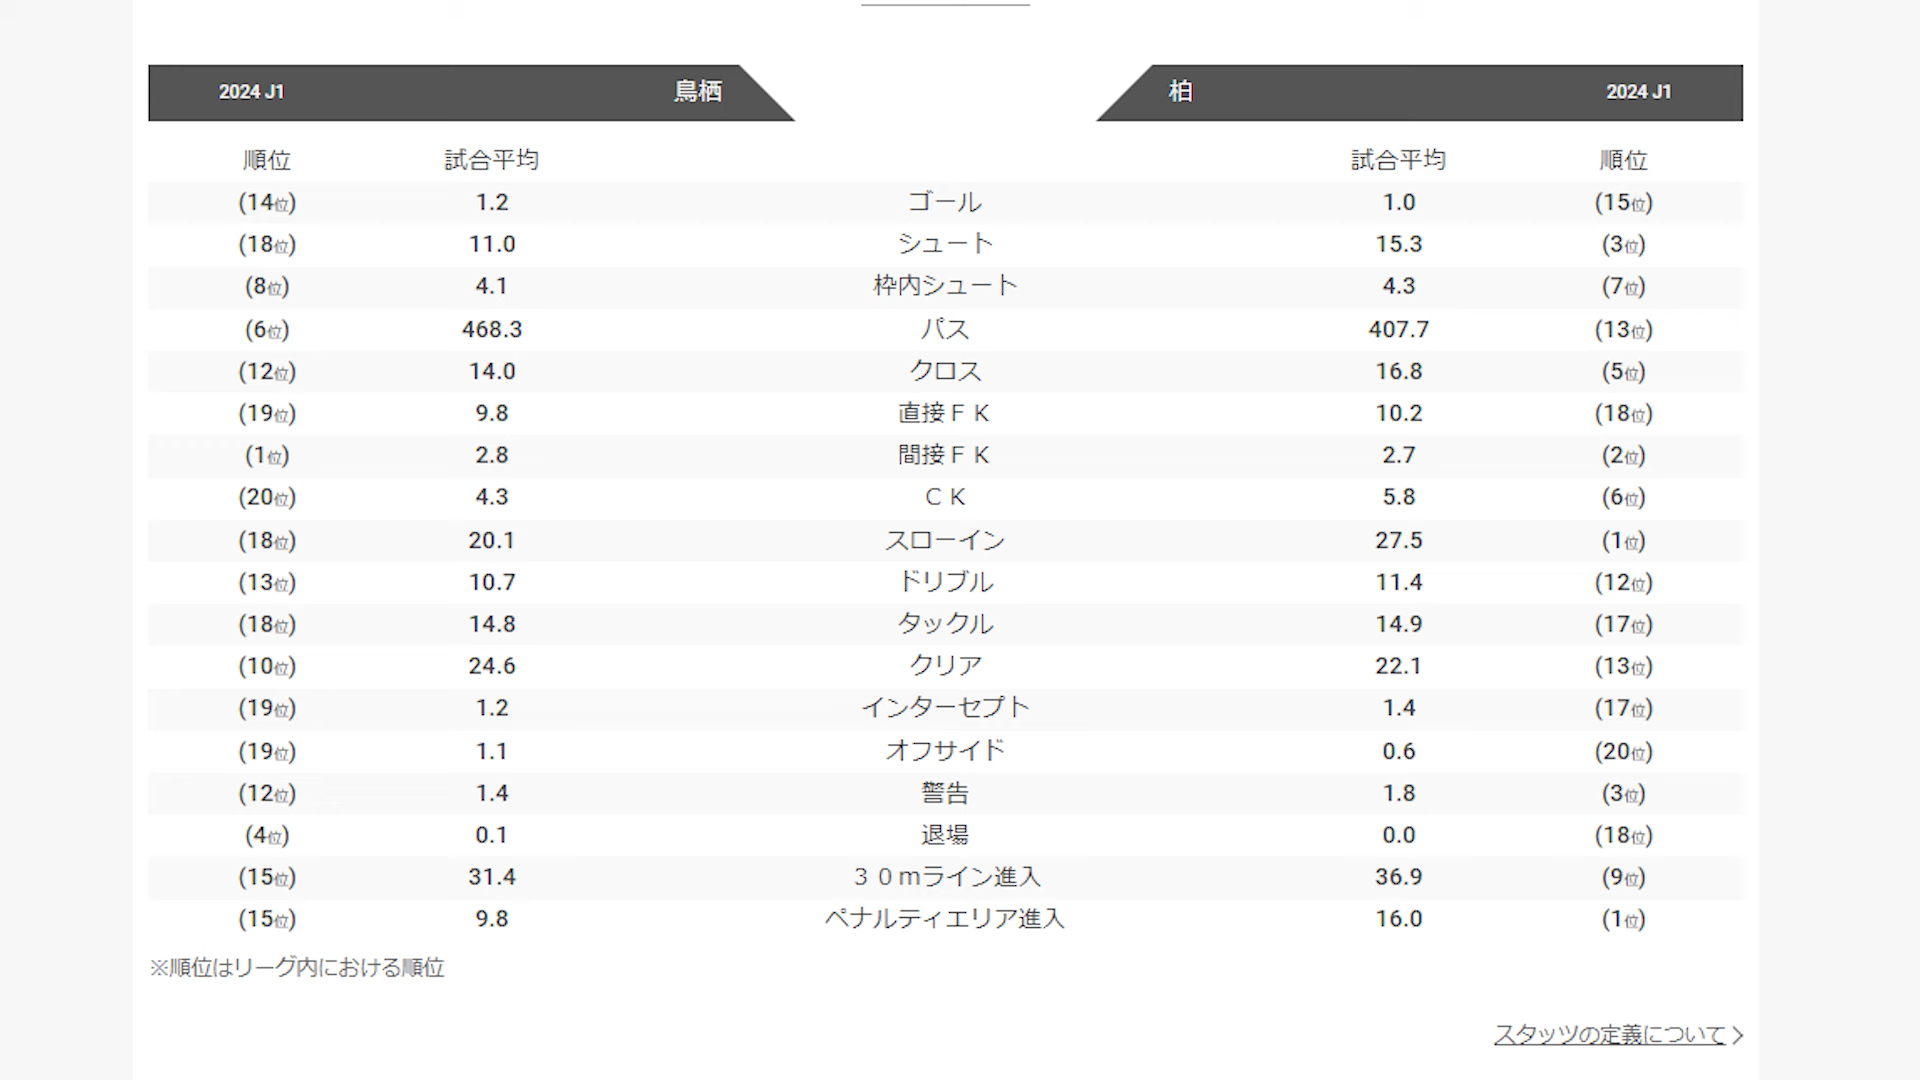 2024 J1 鳥栖 柏 2024 J1
順位 試合平均 試合平均 順位
(14位) 1.2 ゴール 1.0 (15位)
(18位) 11.0 シュート 15.3 (3位)
(8位) 4.1 枠内シュート 4.3 (7位)
(6位) 468.3 パス 407.7 (13位)
(12位) 14.0 クロス 16.8 (5位)
(19位) 9.8 直接ＦＫ 10.2 (18位)
(1位) 2.8 間接ＦＫ 2.7 (2位)
(20位) 4.3 ＣＫ 5.8 (6位)
(18位) 20.1 スローイン 27.5 (1位)
(13位) 10.7 ドリブル 11.4 (12位)
(18位) 14.8 タックル 14.9 (17位)
(10位) 24.6 クリア 22.1 (13位)
(19位) 1.2 インターセプト 1.4 (17位)
(19位) 1.1 オフサイド 0.6 (20位)
(12位) 1.4 警告 1.8 (3位)
(4位) 0.1 退場 0.0 (18位)
(15位) 31.4 ３０ｍライン進入 36.9 (9位)
(15位) 9.8 ペナルティエリア進入 16.0 (1位)
※順位はリーグ内における順位
スタッツの定義について